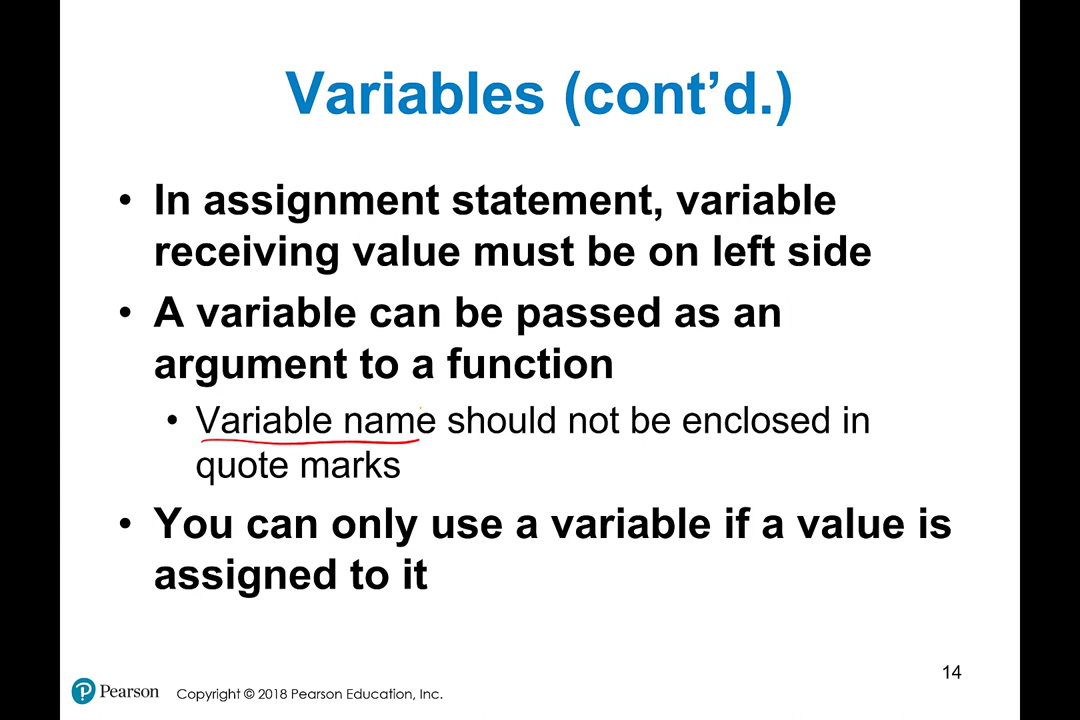 Variables (cont’d.)
• In assignment statement, variable
receiving value must be on left side
• A variable can be passed as an
argument to a function
• Variable name should not be enclosed in
quote marks
• You can only use a variable if a value is
assigned to it
14
Pearson
Copyright © 2018 Pearson Education, Inc.